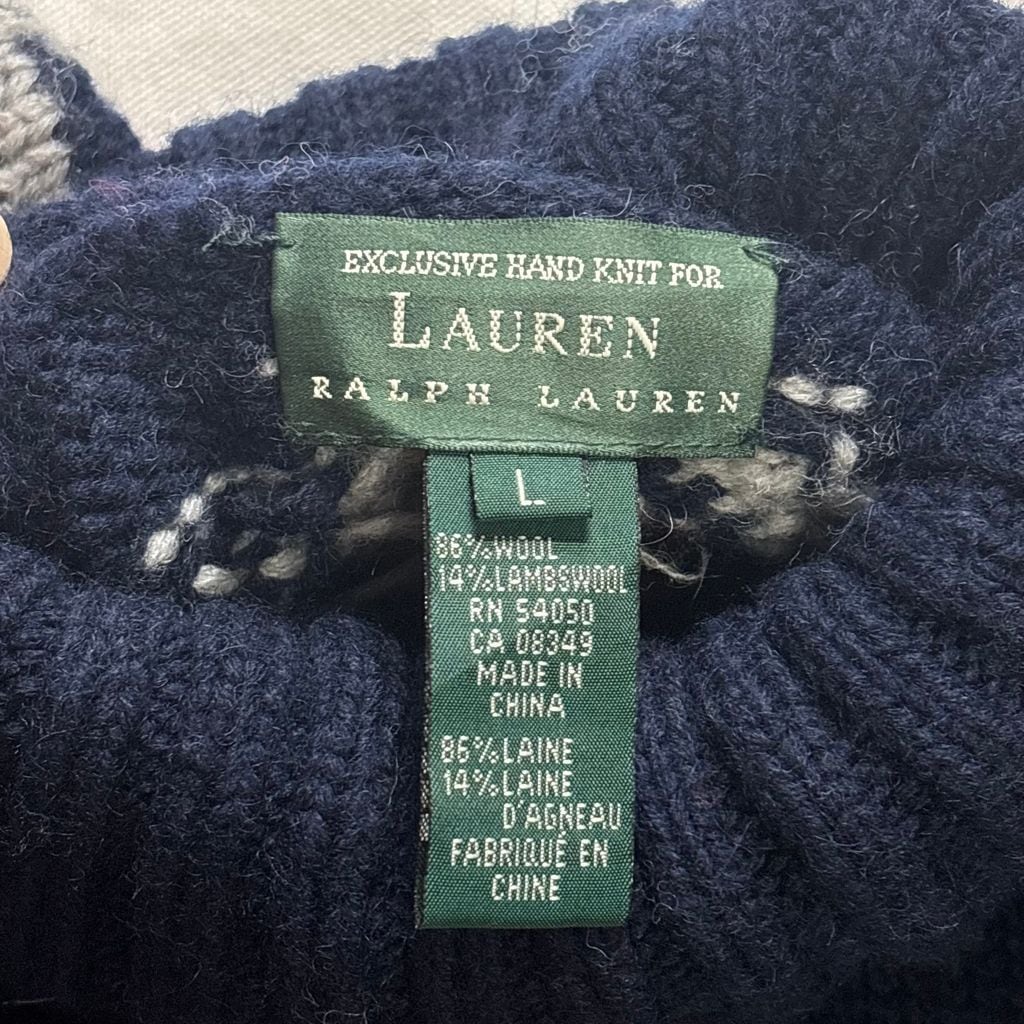 EXCLUSIVE HAND KNIT FOR
LAUREN
RALPH LAUREN
L
86% WOOL
14% LAMBSWOOL
RN 54050
CA 08349
MADE IN
CHINA
86% LAINE
14% LAINE
D'AGNEAU
FABRIQUÉ EN
CHINE